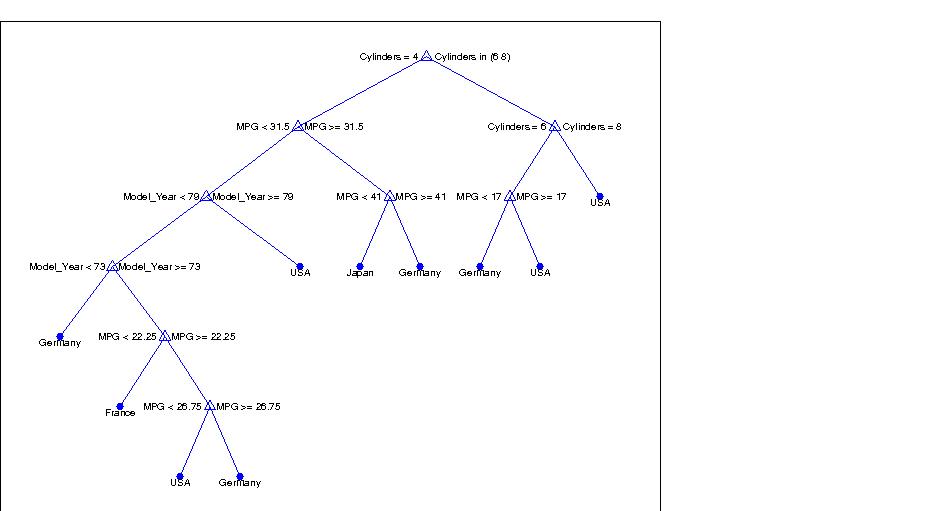 Cylinders = 4 Cylinders in (6 8)
MPG < 31.5 MPG >= 31.5 Cylinders = 6 Cylinders = 8
Model_Year < 79 Model_Year >= 79 MPG < 41 MPG >= 41 MPG < 17 MPG >= 17 USA
Model_Year < 73 Model_Year >= 73 USA Japan Germany Germany USA
Germany MPG < 22.25 MPG >= 22.25
France MPG < 26.75 MPG >= 26.75
USA Germany